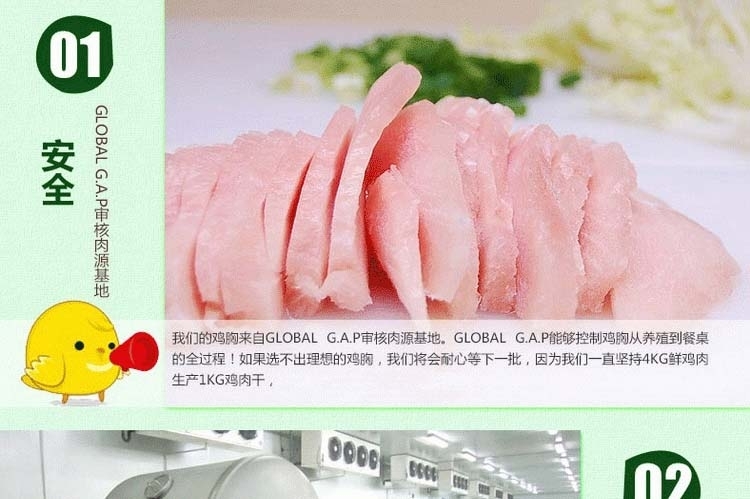 01
安全
GLOBAL G.A.P审核肉源基地
我们的鸡胸来自GLOBAL G.A.P审核肉源基地。GLOBAL G.A.P能够控制鸡胸从养殖到餐桌
的全过程！如果选不出理想的鸡胸，我们将会耐心等下一批，因为我们一直坚持4KG鲜鸡肉
生产1KG鸡肉干，
02